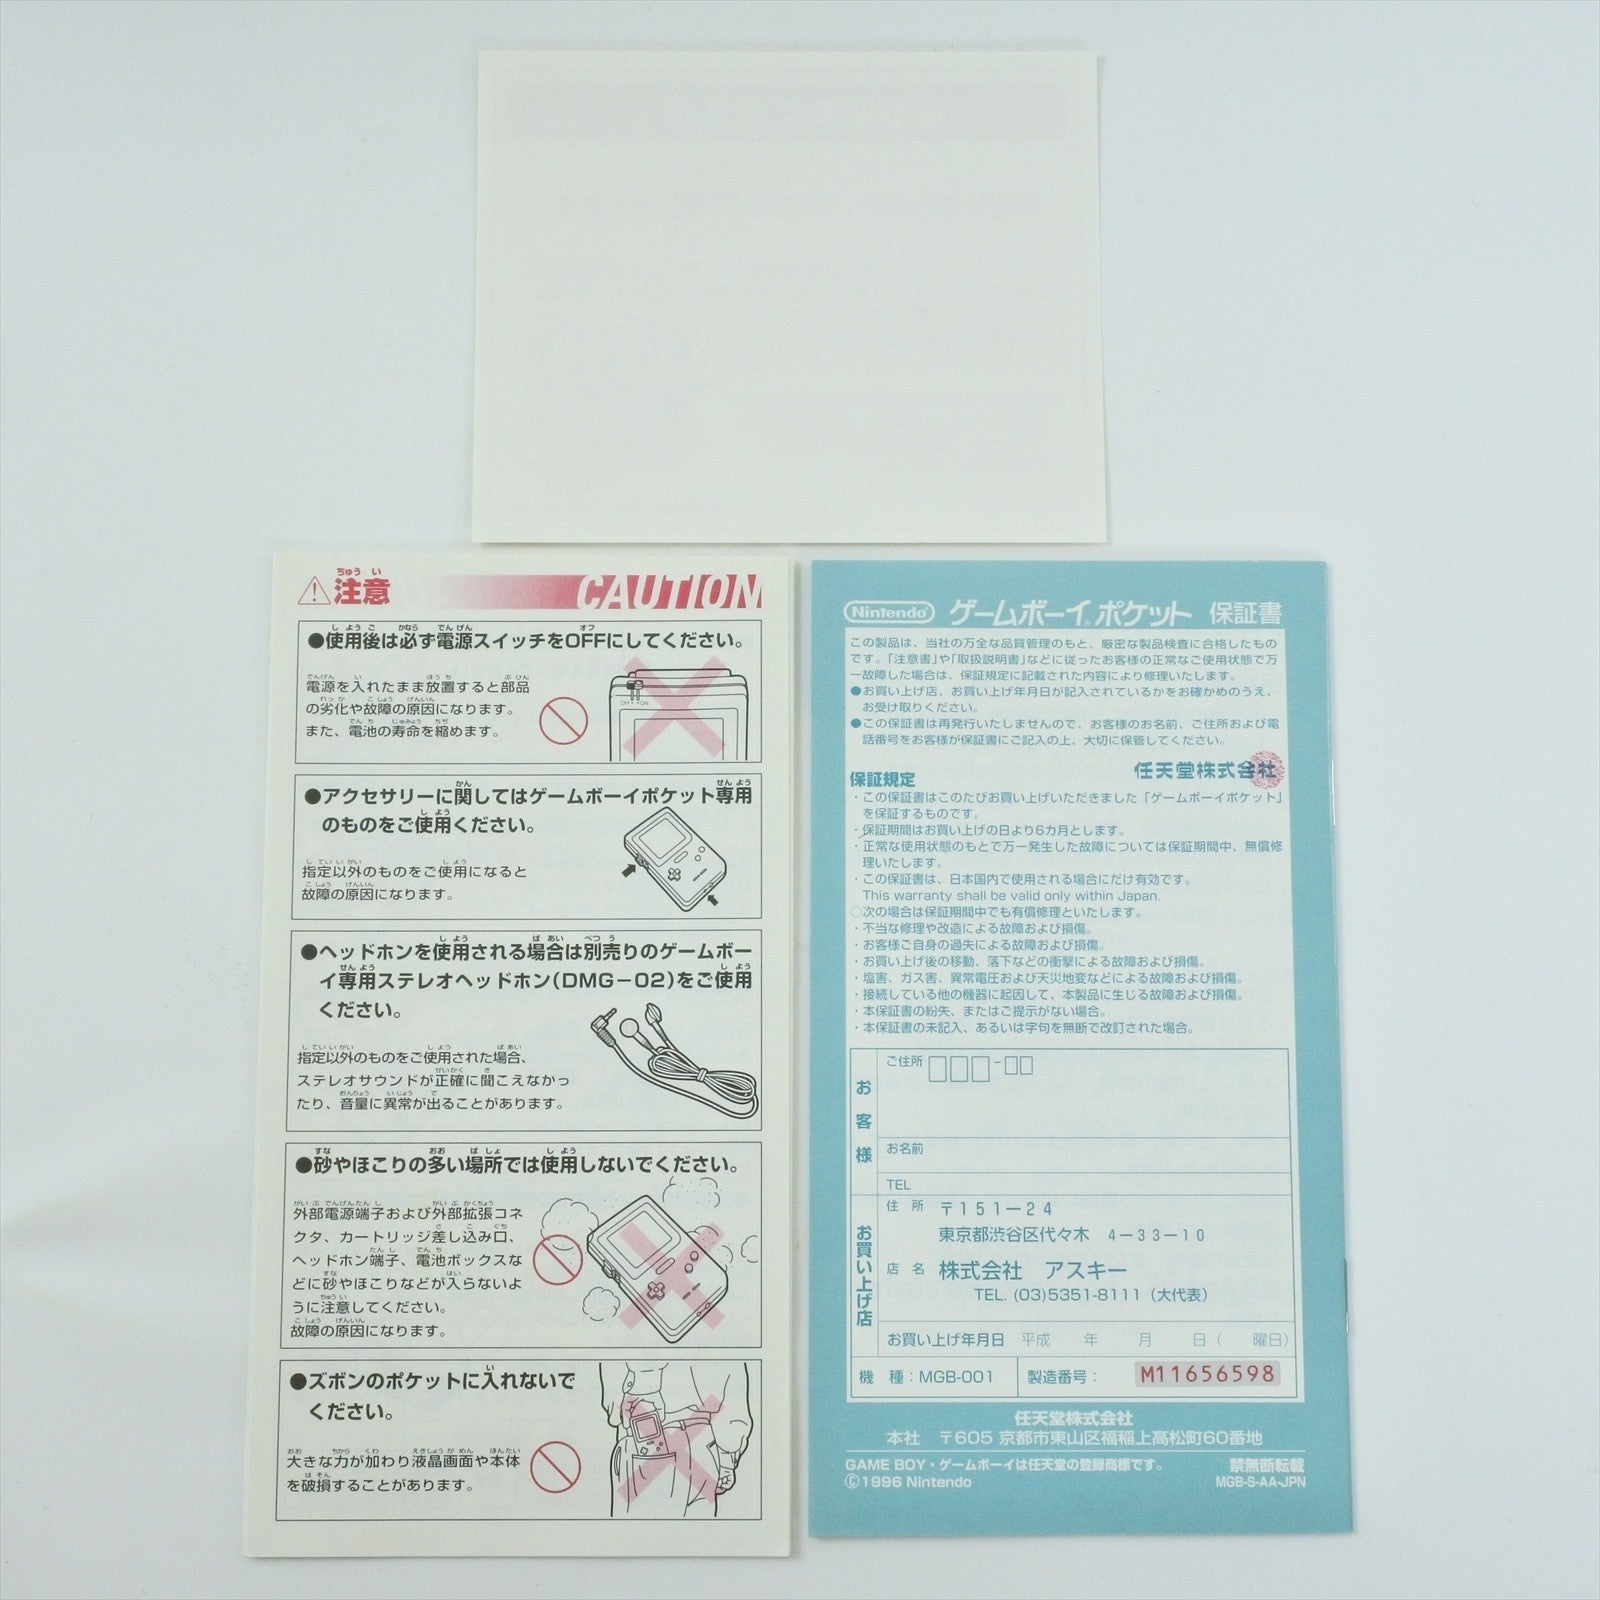 注意 CAUTION
ちゅう い
●使用後は必ず電源スイッチをOFFにしてください。
電源を入れたまま放置すると部品
の劣化や故障の原因になります。
また、電池の寿命を縮めます。
OFF ON
●アクセサリーに関してはゲームボーイポケット専用
のものをご使用ください。
指定以外のものをご使用になると
故障の原因になります。
●ヘッドホンを使用される場合は別売りのゲームボー
イ専用ステレオヘッドホン(DMG-02)をご使用
ください。
指定以外のものをご使用された場合、
ステレオサウンドが正確に聞こえなかっ
たり、音量に異常が出ることがあります。
●砂やほこりの多い場所では使用しないでください。
外部電源端子および外部拡張コネ
クタ、カートリッジ差し込み口、
ヘッドホン端子、電池ボックスな
どに砂やほこりなどが入らないよ
うに注意してください。
故障の原因になります。
●ズボンのポケットに入れないで
ください。
大きな力が加わり液晶画面や本体
を破損することがあります。
Nintendo ゲームボーイ®ポケット 保証書
この製品は、当社の万全な品質管理のもと、厳密な製品検査に合格したもの
です。「注意書」や「取扱説明書」などに従ったお客様の正常なご使用状態で万
一故障した場合は、保証規定に記載された内容により修理いたします。
●お買い上げ店、お買い上げ年月日が記入されているかをお確かめのうえ、
お受け取りください。
●この保証書は再発行いたしませんので、お客様のお名前、ご住所および電
話番号をお客様が保証書にご記入の上、大切に保管してください。
任天堂株式会社
保証規定
・この保証書はこのたびお買い上げいただきました「ゲームボーイポケット」
を保証するものです。
・保証期間はお買い上げの日より6カ月とします。
・正常な使用状態のもとで万一発生した故障については保証期間中、無償修
理いたします。
・この保証書は、日本国内で使用される場合にだけ有効です。
This warranty shall be valid only within Japan.
○次の場合は保証期間中でも有償修理といたします。
・不当な修理や改造による故障および損傷。
・お客様ご自身の過失による故障および損傷。
・お買い上げ後の移動、落下などの衝撃による故障および損傷。
・塩害、ガス害、異常電圧および天災地変などによる故障および損傷。
・接続している他の機器に起因して、本製品に生じる故障および損傷。
・本保証書の紛失、またはご提示がない場合。
・本保証書の未記入、あるいは字句を無断で改訂された場合。
お客様
ご住所 □□□-□□
お名前
TEL
お買い上げ店
住 所 〒151-24
東京都渋谷区代々木 4-33-10
店 名 株式会社 アスキー
TEL. (03)5351-8111 (大代表)
お買い上げ年月日 平成 年 月 日( 曜日)
機 種:MGB-001 製造番号: M11656598
任天堂株式会社
本社 〒605 京都市東山区福稲上高松町60番地
GAME BOY・ゲームボーイは任天堂の登録商標です。 禁無断転載
©1996 Nintendo MGB-S-AA-JPN